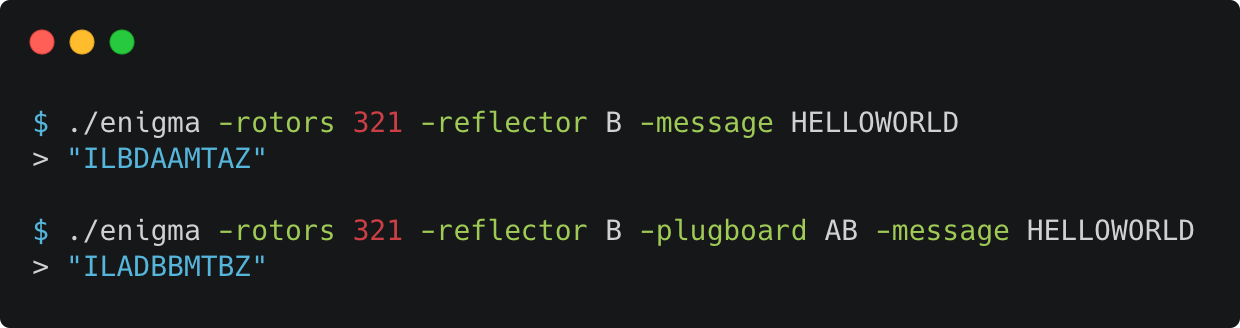 $ ./enigma -rotors 321 -reflector B -message HELLOWORLD
> "ILBDAAMTAZ"
$ ./enigma -rotors 321 -reflector B -plugboard AB -message HELLOWORLD
> "ILADBBMTBZ"